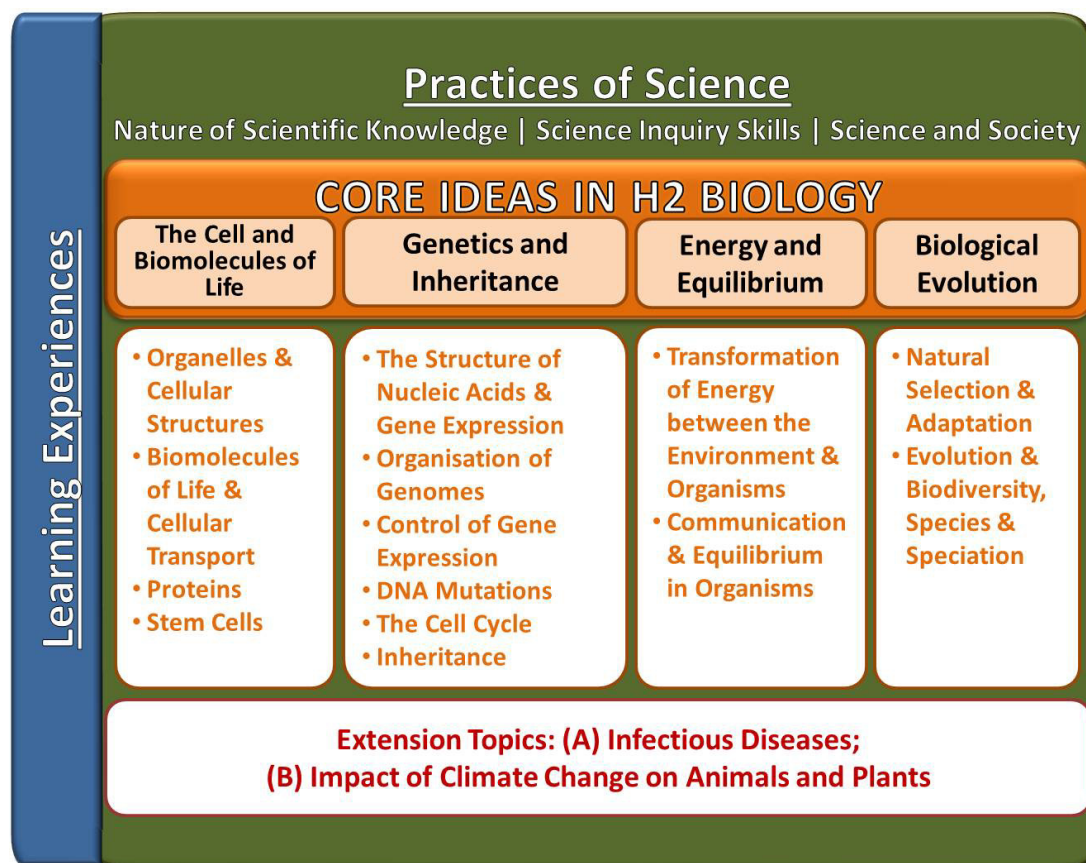 Learning Experiences
Practices of Science
Nature of Scientific Knowledge | Science Inquiry Skills | Science and Society
CORE IDEAS IN H2 BIOLOGY
The Cell and
Biomolecules of
Life
• Organelles &
Cellular
Structures
• Biomolecules
of Life &
Cellular
Transport
• Proteins
• Stem Cells
Genetics and
Inheritance
• The Structure of
Nucleic Acids &
Gene Expression
• Organisation of
Genomes
• Control of Gene
Expression
• DNA Mutations
• The Cell Cycle
• Inheritance
Energy and
Equilibrium
• Transformation
of Energy
between the
Environment &
Organisms
• Communication
& Equilibrium
in Organisms
Biological
Evolution
• Natural
Selection &
Adaptation
• Evolution &
Biodiversity,
Species &
Speciation
Extension Topics: (A) Infectious Diseases;
(B) Impact of Climate Change on Animals and Plants